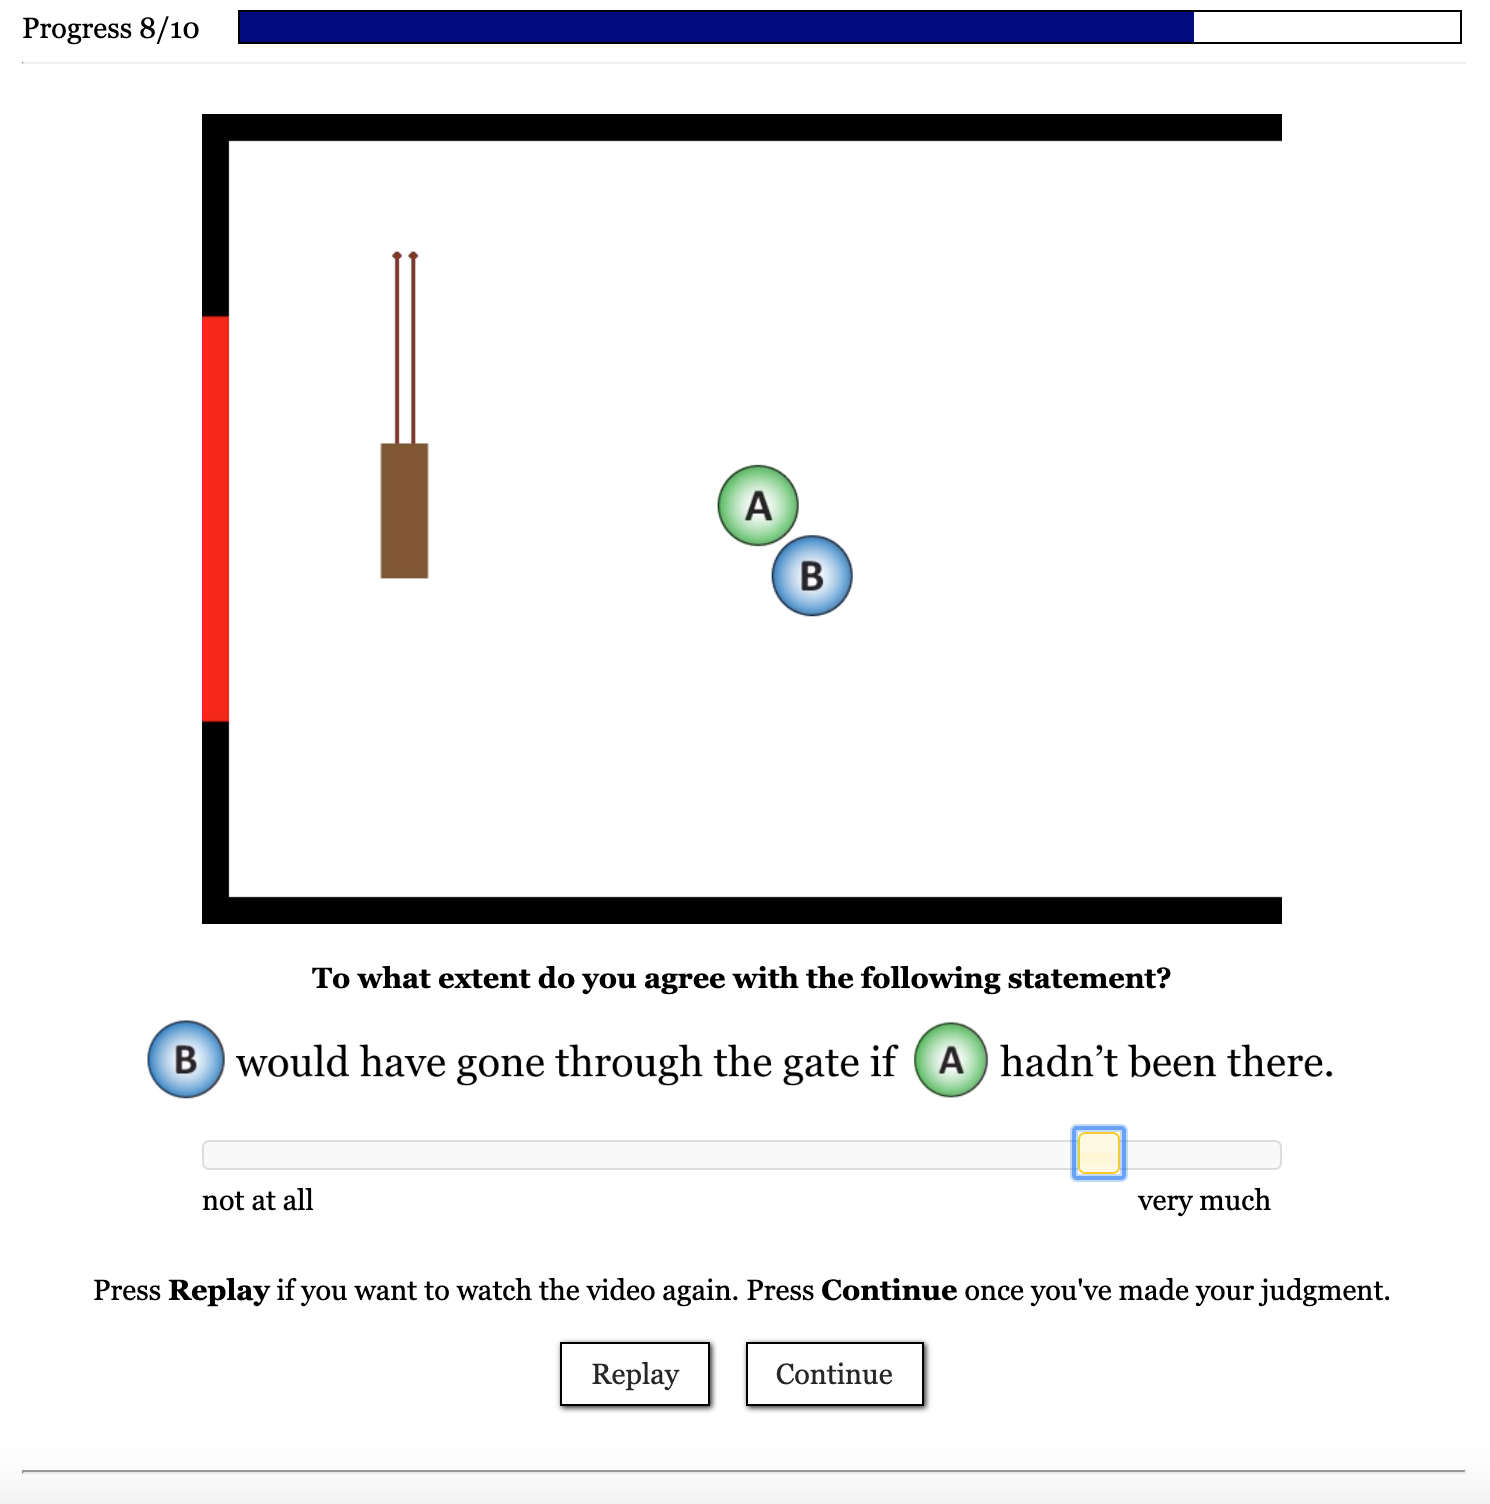 Progress 8/10
A
B
To what extent do you agree with the following statement?
B would have gone through the gate if A hadn’t been there.
not at all very much
Press Replay if you want to watch the video again. Press Continue once you've made your judgment.
Replay Continue